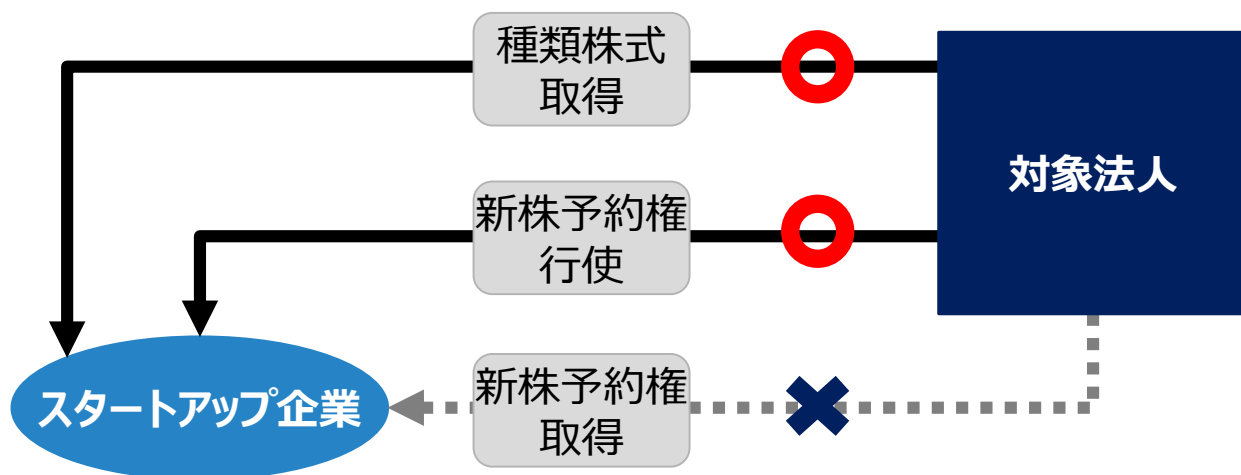 種類株式
取得
対象法人
新株予約権
行使
スタートアップ企業
新株予約権
取得